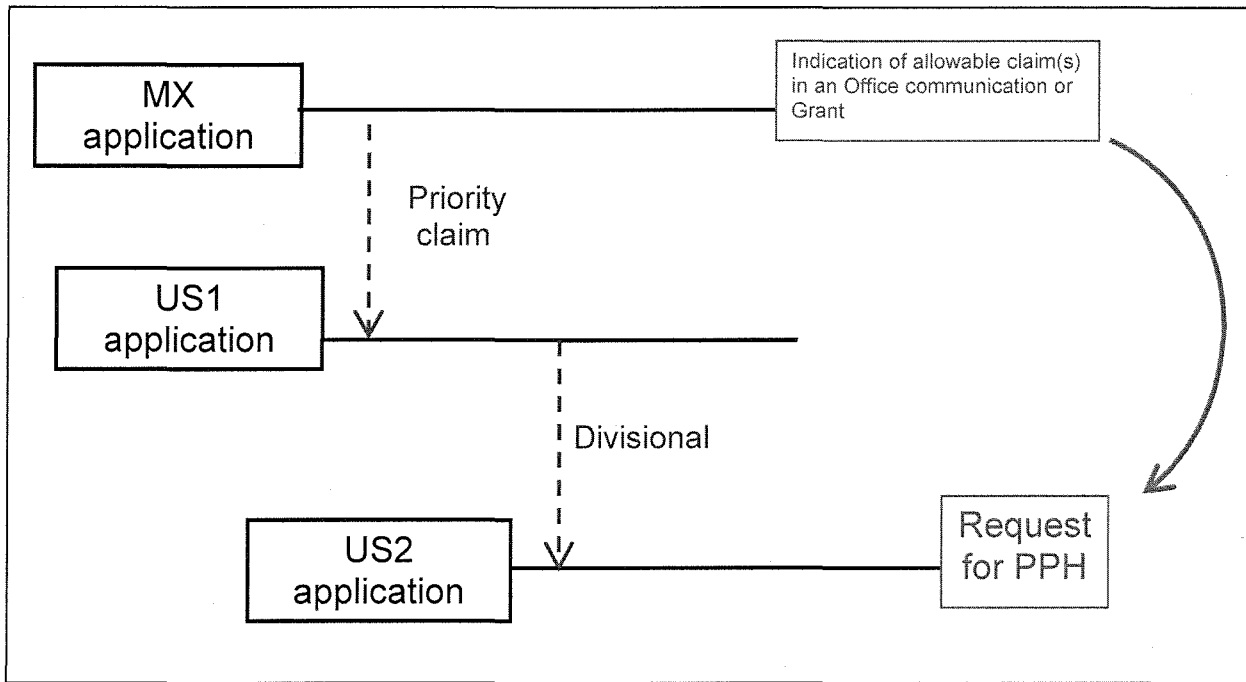 MX
application
Indication of allowable claim(s)
in an Office communication or
Grant
Priority
claim
US1
application
Divisional
US2
application
Request
for PPH